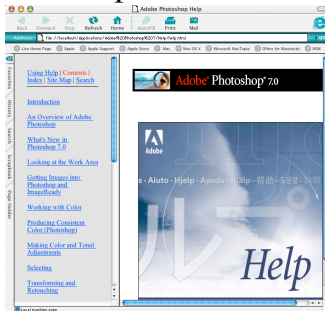 Adobe Photoshop Help
Back Forward Stop Refresh Home AutoFill Print Mail
Address: file://localhost/Applications/Adobe%20Photoshop%207/Help/help.html
Live Home Page Apple Apple Support Apple Store .Mac Mac OS X Microsoft MacTopia Office for Macintosh MSN
Favorites
History
Search
Scrapbook
Page Holder
Using Help | Contents |
Index | Site Map | Search
Introduction
An Overview of Adobe
Photoshop
What's New in
Photoshop 7.0
Looking at the Work Area
Getting Images into
Photoshop and
ImageReady
Working with Color
Producing Consistent
Color (Photoshop)
Making Color and Tonal
Adjustments
Selecting
Transforming and
Retouching
Adobe® Photoshop® 7.0
Adobe
Aiuto - Hjelp - Ayuda
ルプ
Help
Local machine zone